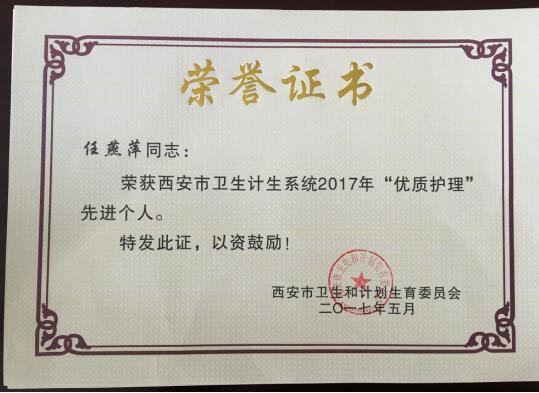 荣誉证书
任燕萍同志：
荣获西安市卫生计生系统2017年“优质护理”
先进个人。
特发此证，以资鼓励！
西安市卫生和计划生育委员会
二〇一七年五月